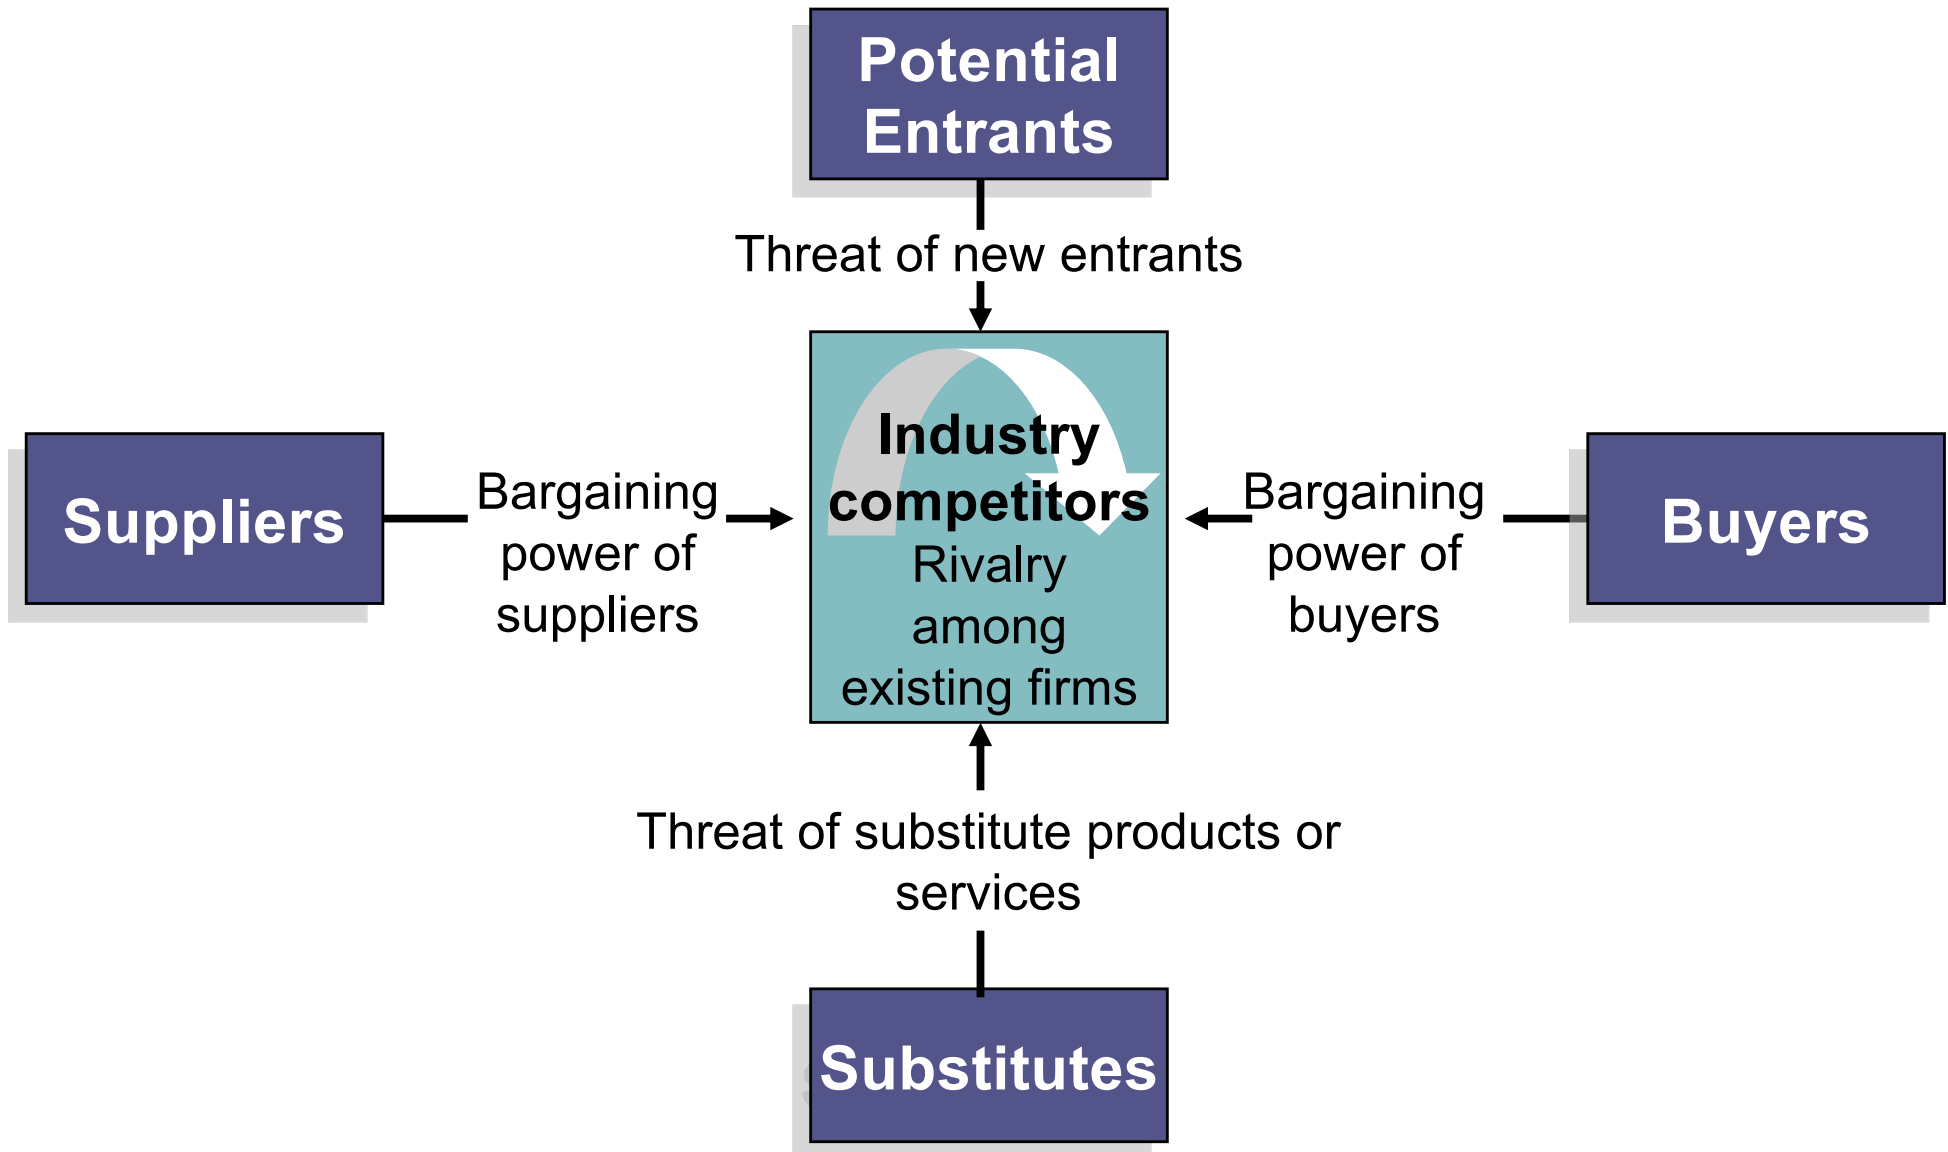 Potential
Entrants
Threat of new entrants
Suppliers
Bargaining
power of
suppliers
Industry
competitors
Rivalry
among
existing firms
Bargaining
power of
buyers
Buyers
Threat of substitute products or
services
Substitutes